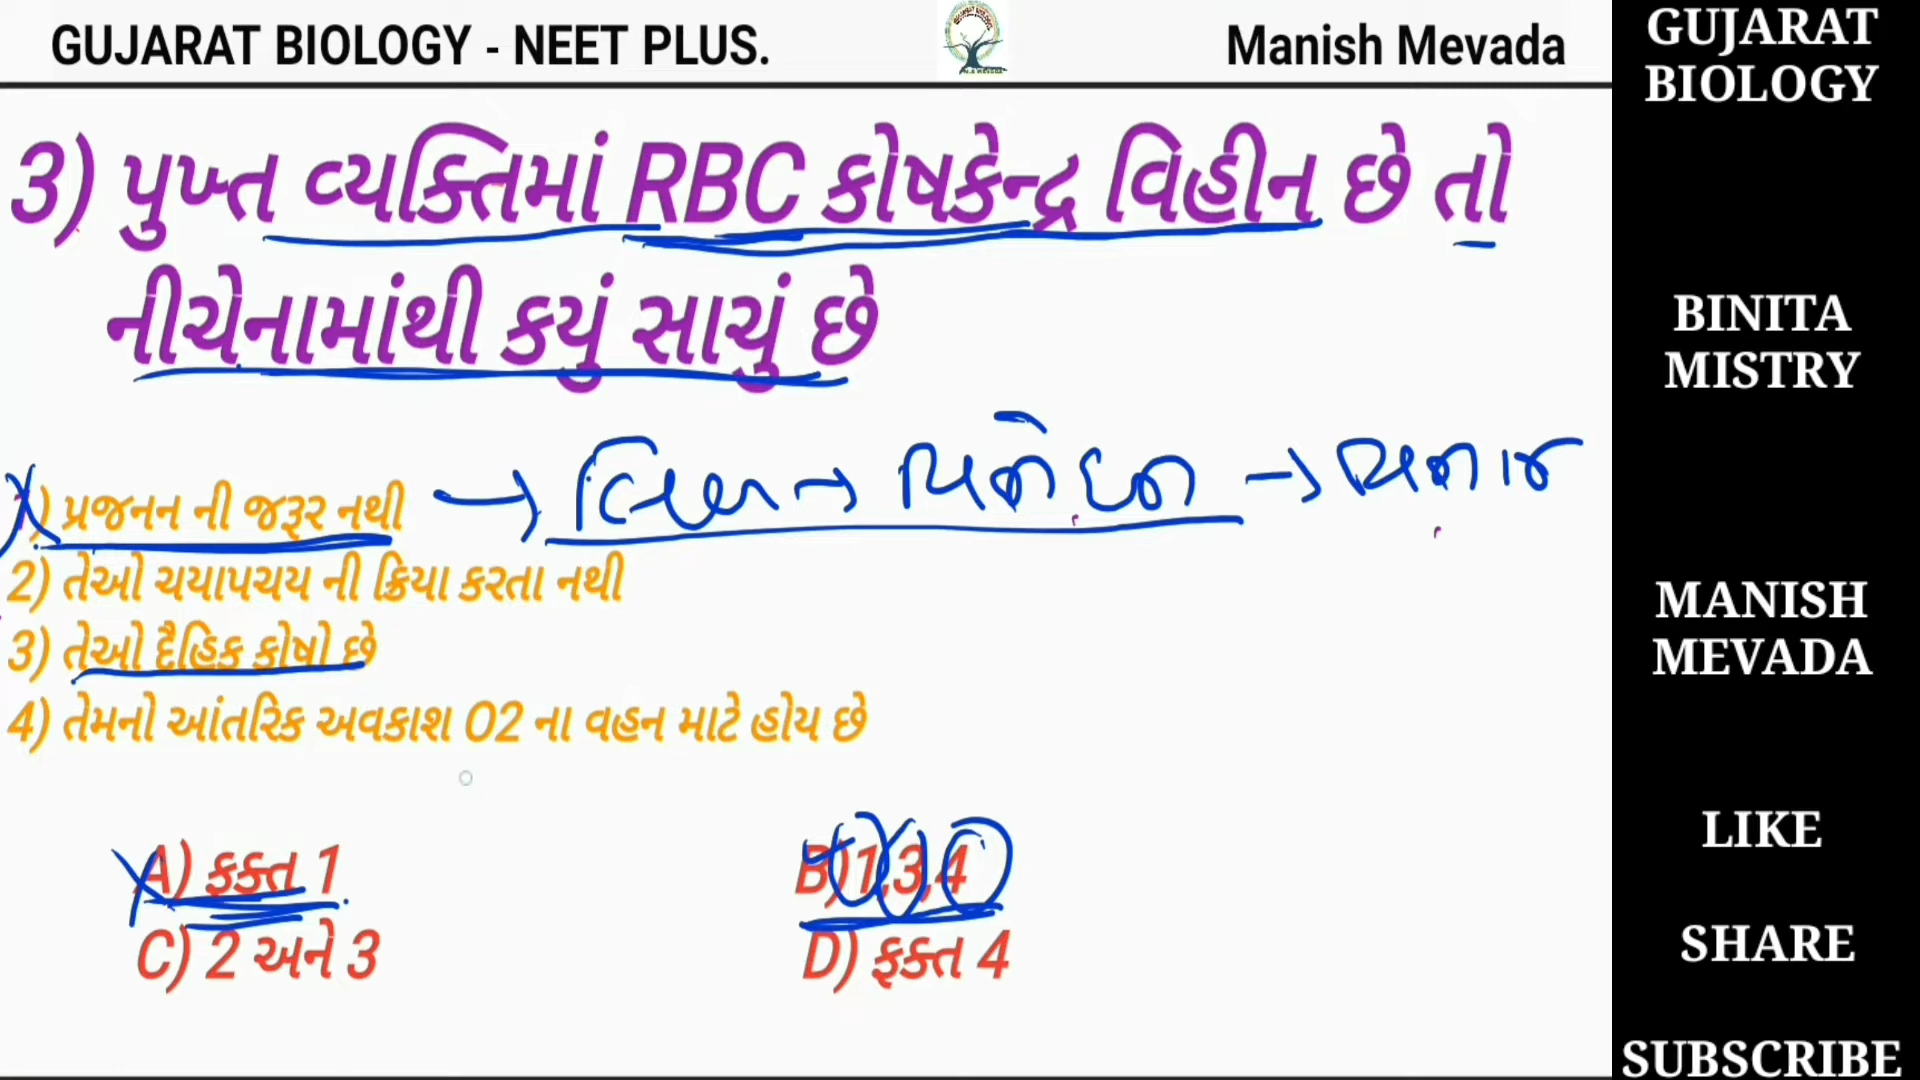 GUJARAT BIOLOGY - NEET PLUS.
Manish Mevada
3) પુખ્ત વ્યક્તિમાં RBC કોષકેન્દ્ર વિહીન છે તો
નીચેનામાંથી કયું સાચું છે
1) પ્રજનન ની જરૂર નથી
2) તેઓ ચયાપચય ની ક્રિયા કરતા નથી
3) તેઓ દૈહિક કોષો છે
4) તેમનો આંતરિક અવકાશ O2 ના વહન માટે હોય છે
A) ફક્ત 1
B) 1,3,4
C) 2 અને 3
D) ફક્ત 4
GUJARAT
BIOLOGY
BINITA
MISTRY
MANISH
MEVADA
LIKE
SHARE
SUBSCRIBE